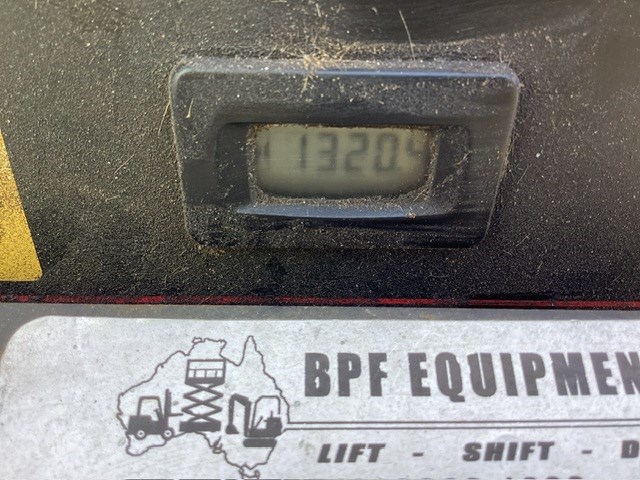 13204
BPF EQUIPMEN
LIFT - SHIFT - D